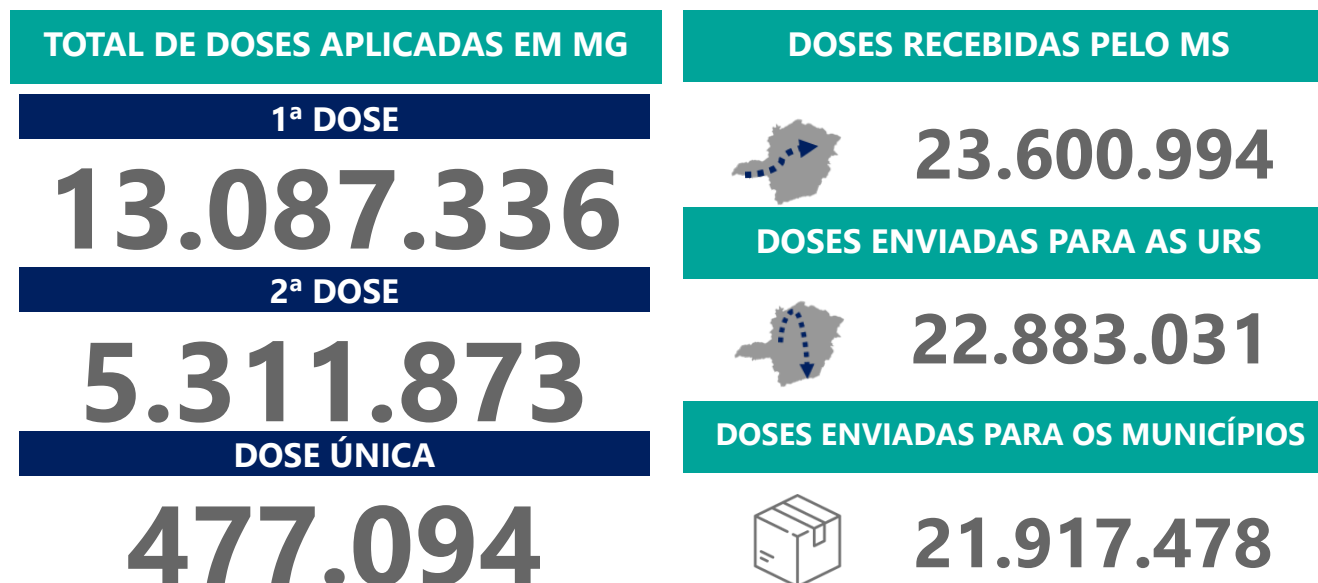 TOTAL DE DOSES APLICADAS EM MG
1ª DOSE
13.087.336
2ª DOSE
5.311.873
DOSE ÚNICA
477.094
DOSES RECEBIDAS PELO MS
23.600.994
DOSES ENVIADAS PARA AS URS
22.883.031
DOSES ENVIADAS PARA OS MUNICÍPIOS
21.917.478